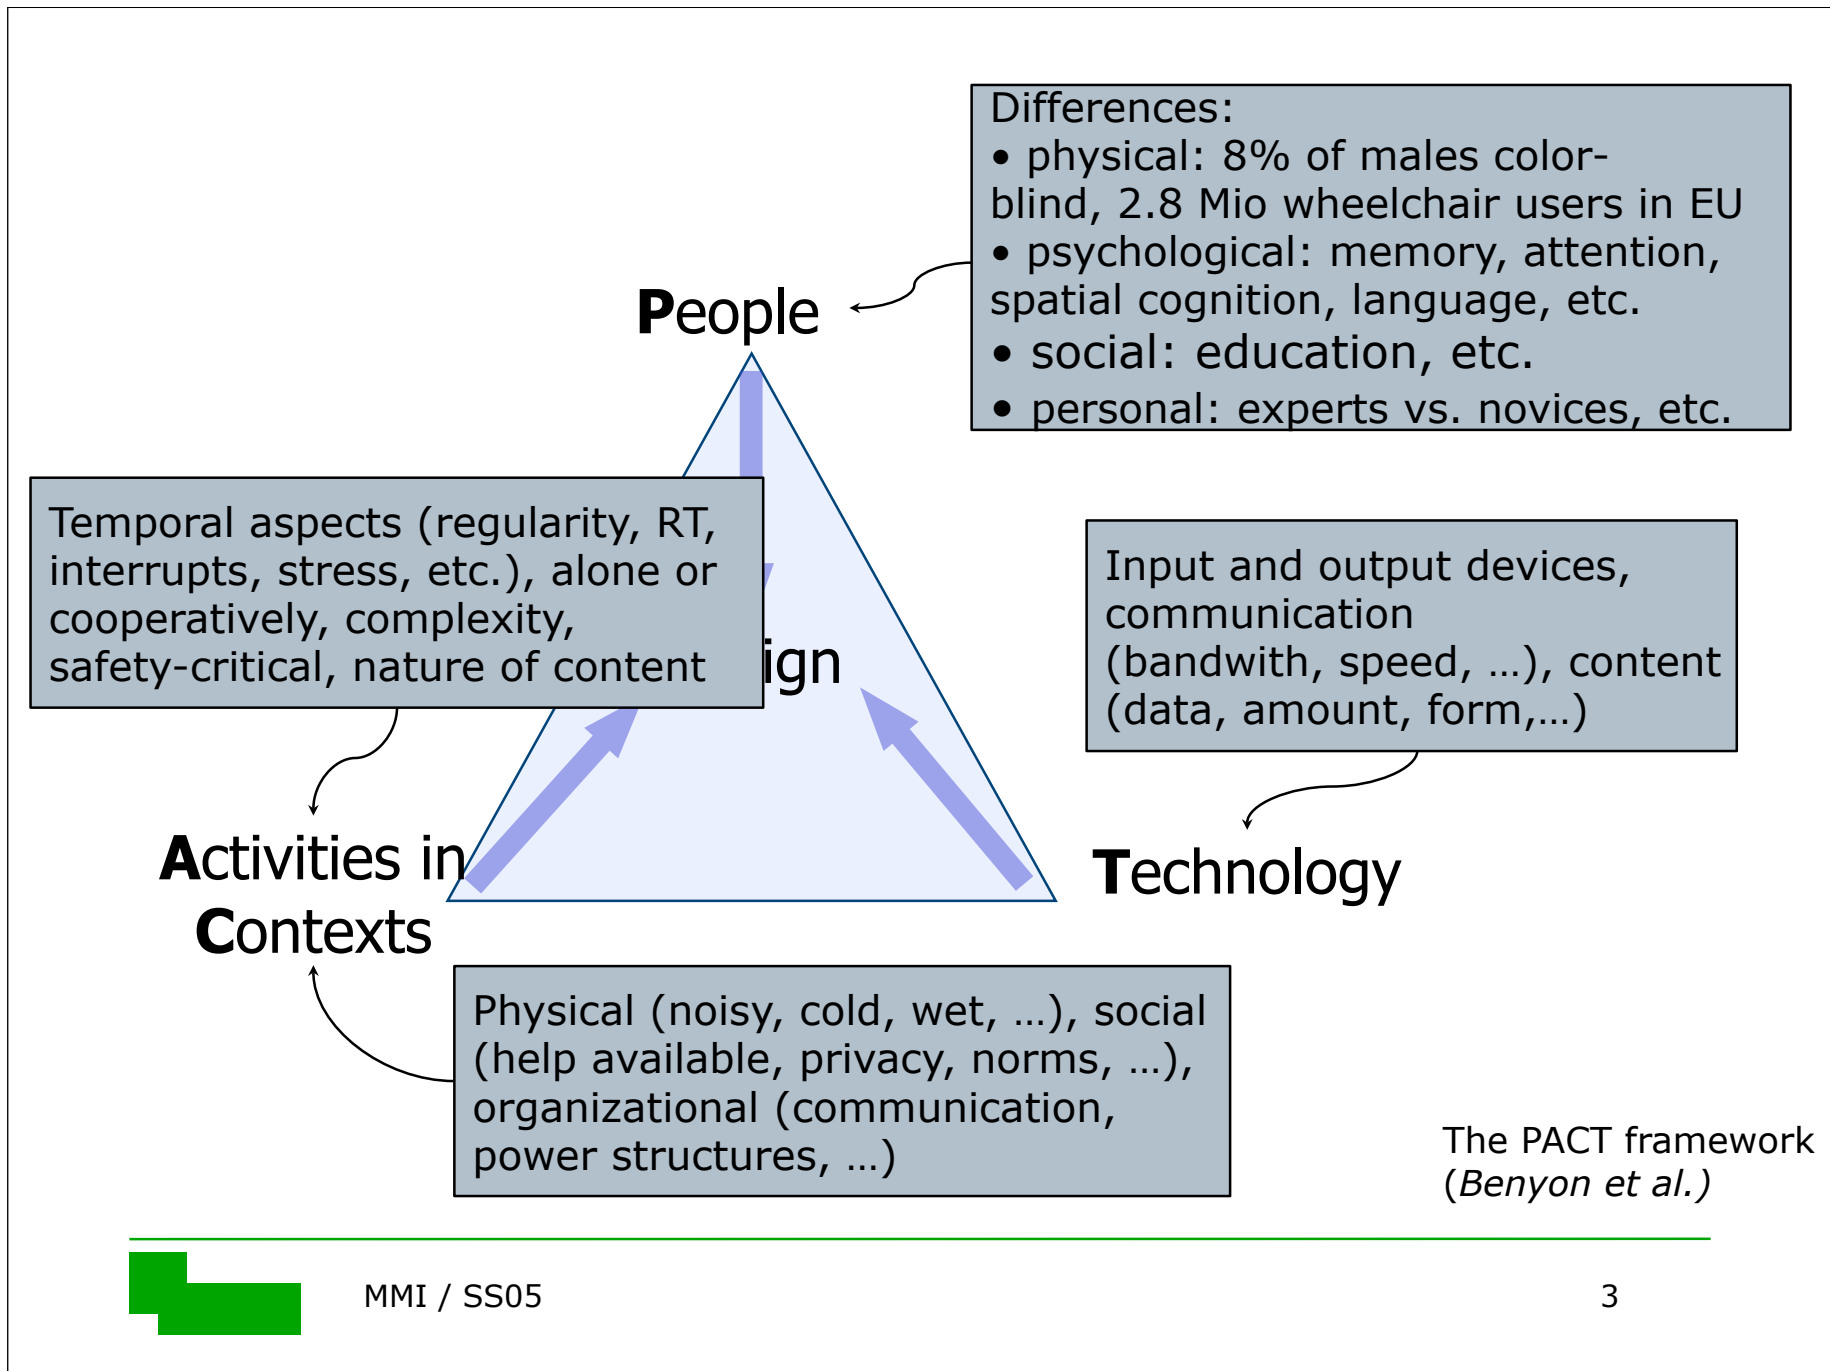 Differences:
• physical: 8% of males color-
blind, 2.8 Mio wheelchair users in EU
• psychological: memory, attention,
spatial cognition, language, etc.
• social: education, etc.
• personal: experts vs. novices, etc.
People
Temporal aspects (regularity, RT,
interrupts, stress, etc.), alone or
cooperatively, complexity,
safety-critical, nature of content
ign
Input and output devices,
communication
(bandwith, speed, …), content
(data, amount, form,…)
Activities in
Contexts
Technology
Physical (noisy, cold, wet, …), social
(help available, privacy, norms, …),
organizational (communication,
power structures, …)
The PACT framework
(Benyon et al.)
MMI / SS05
3